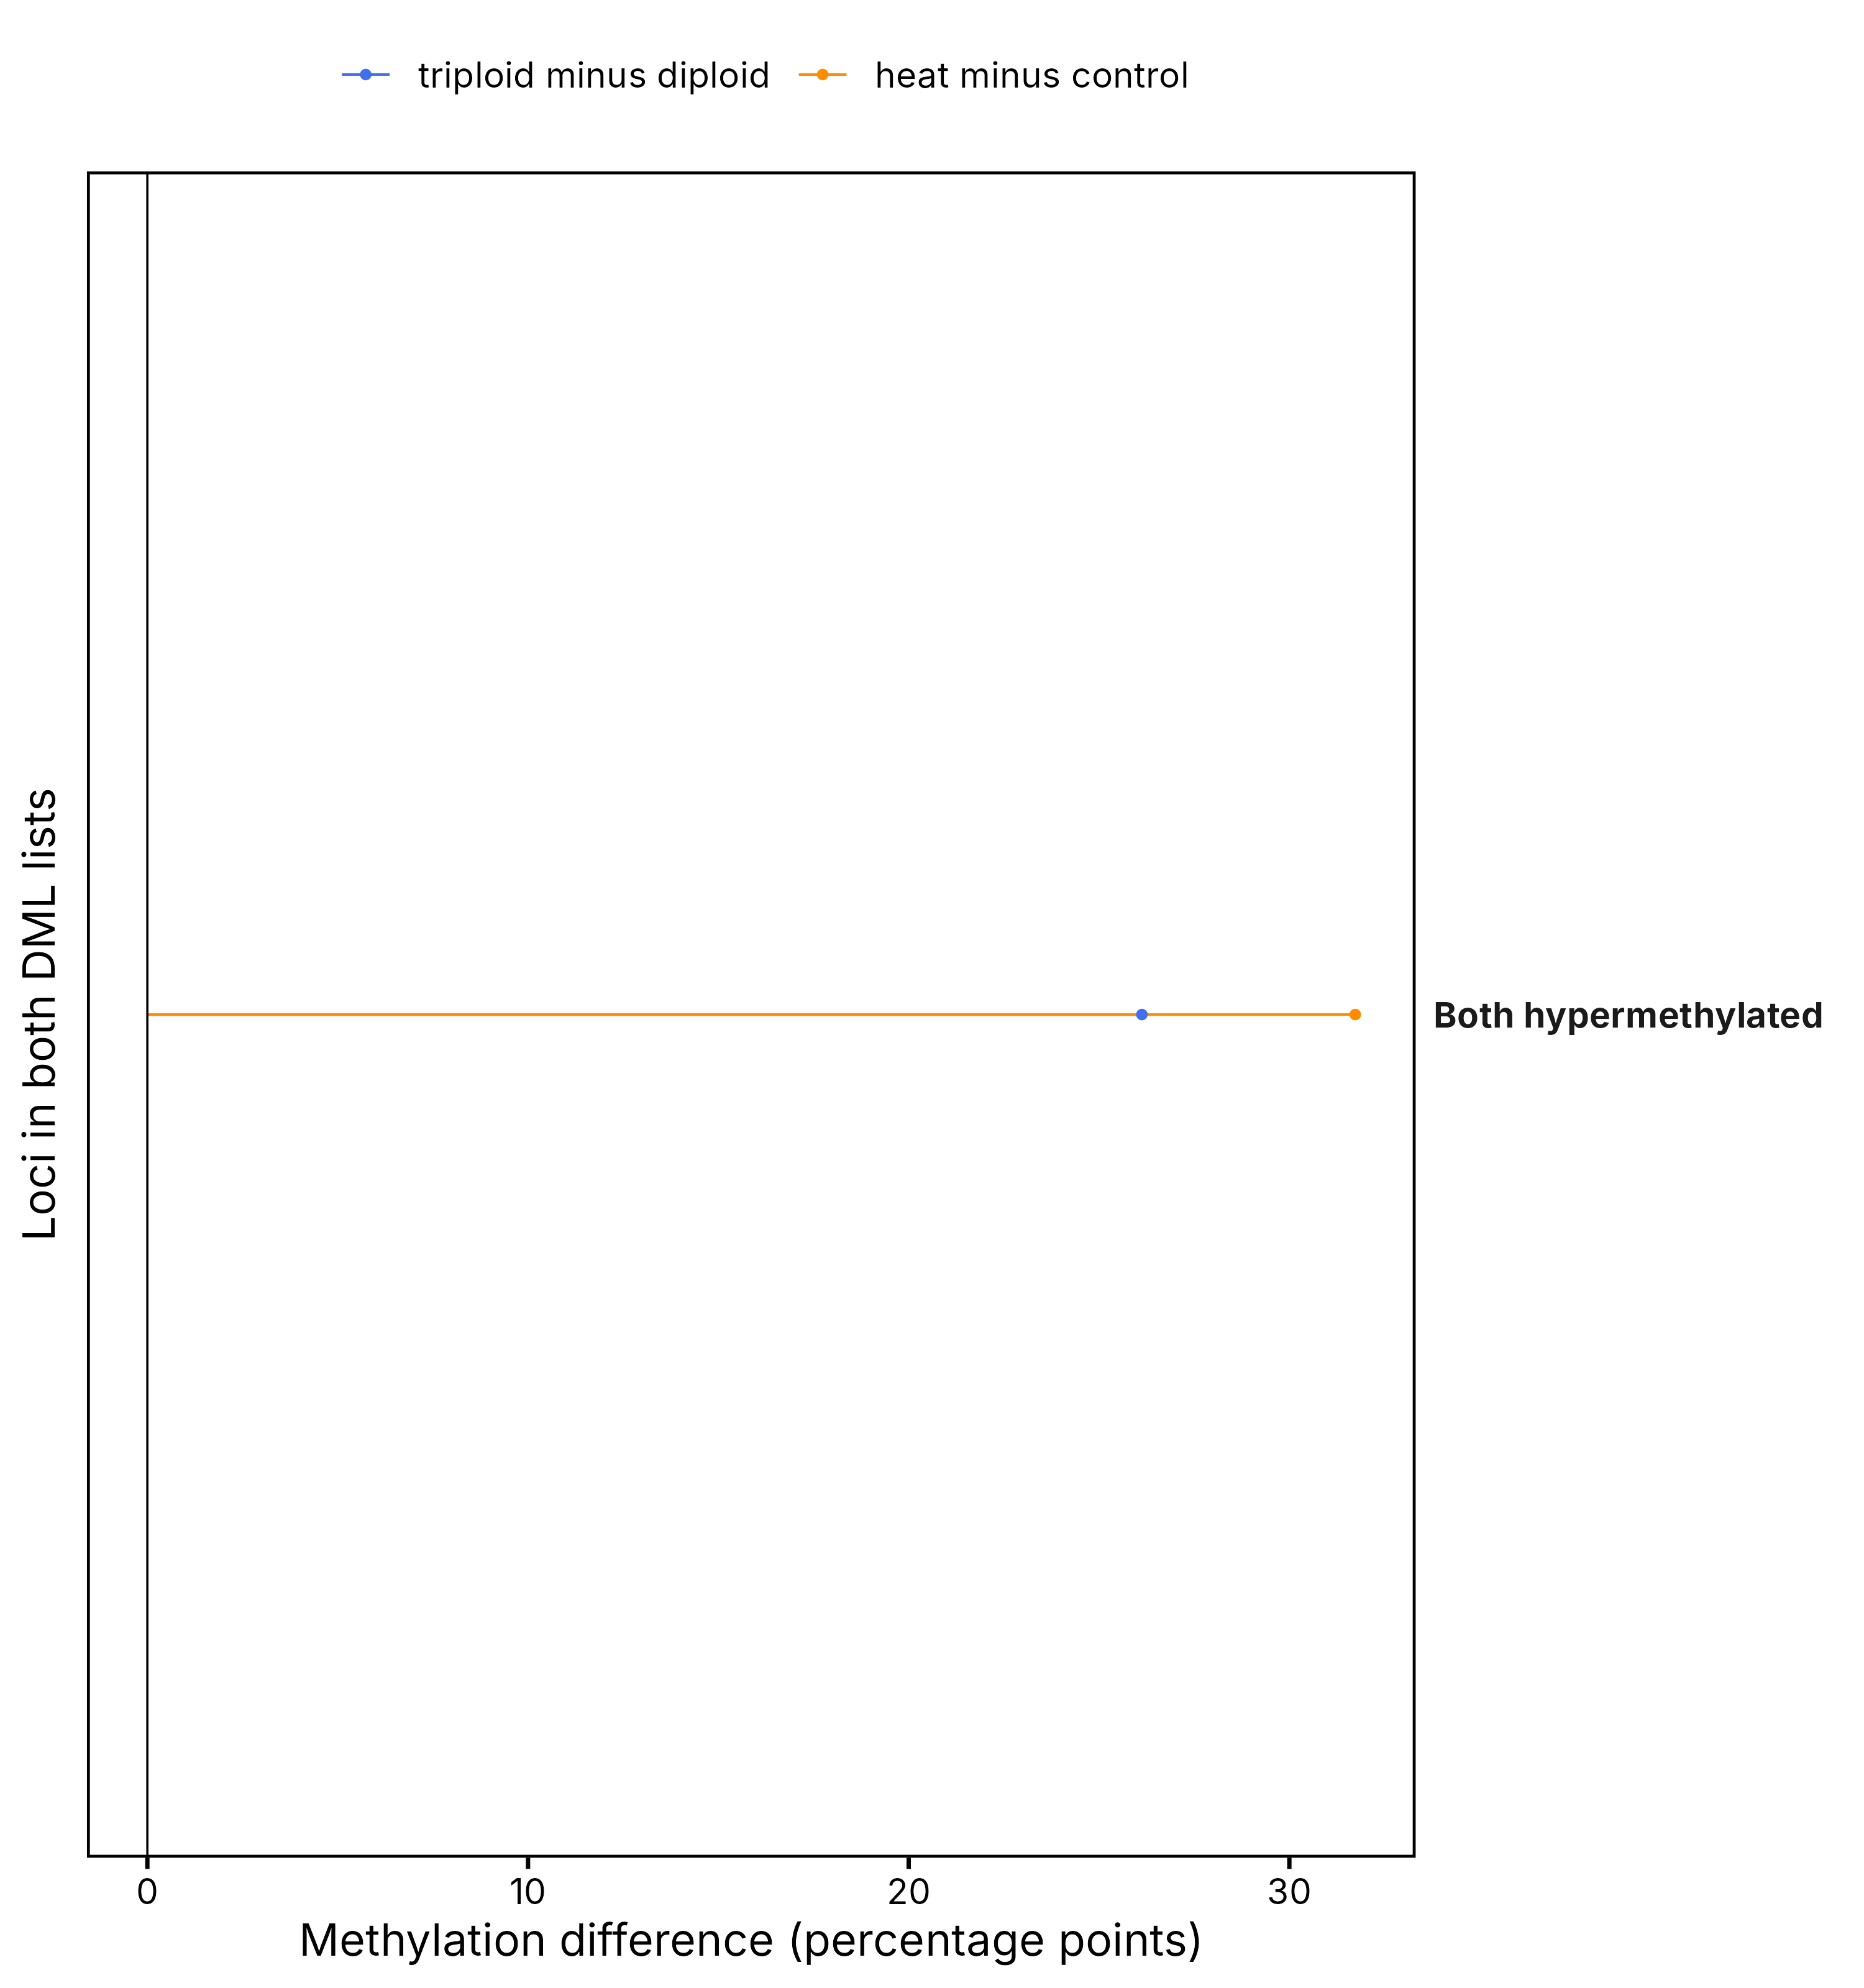 triploid minus diploid heat minus control
Loci in both DML lists
Both hypermethylated
0 10 20 30
Methylation difference (percentage points)